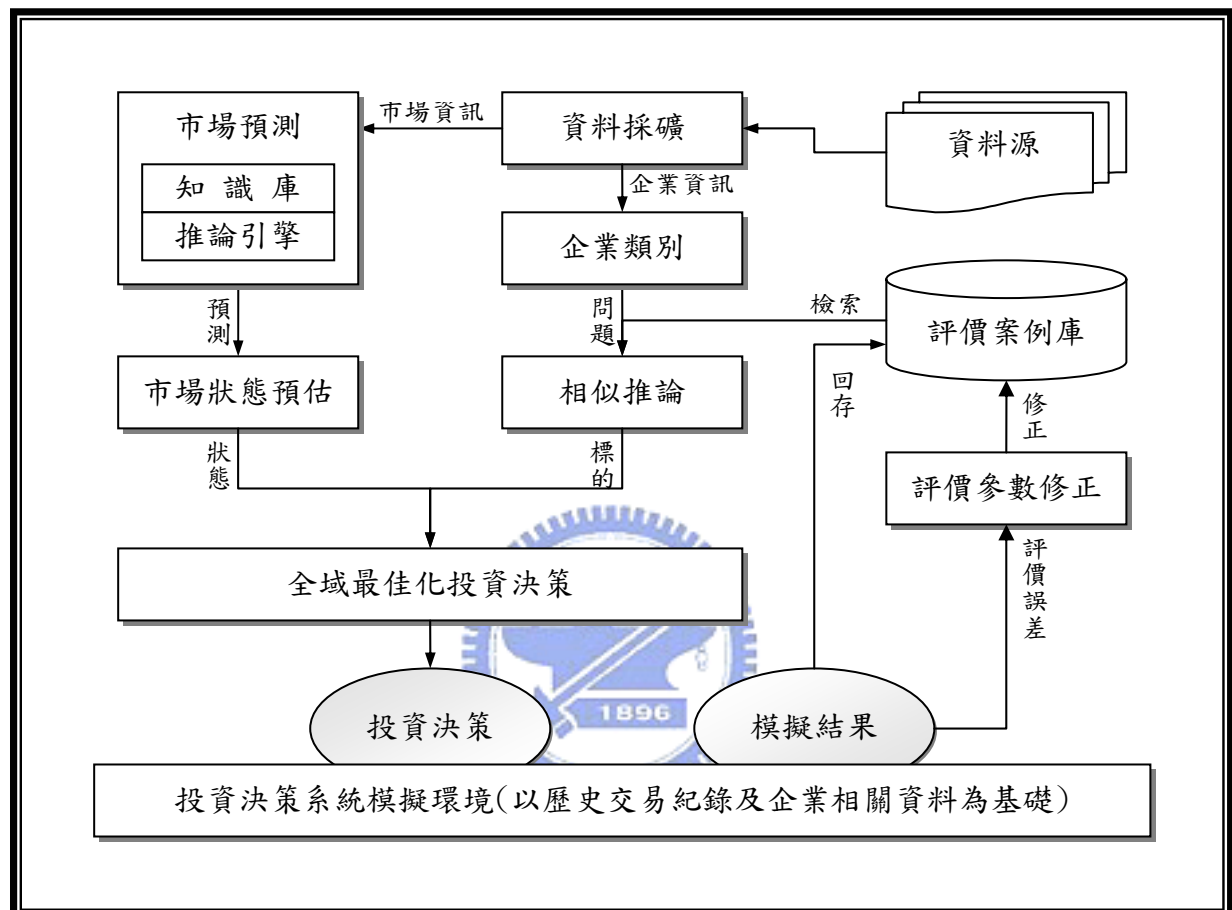 市場預測
知 識 庫
推論引擎
市場資訊
資料採礦
資料源
企業資訊
企業類別
預測
問題
檢索
評價案例庫
市場狀態預估
相似推論
回存
修正
狀態
標的
評價參數修正
評價誤差
全域最佳化投資決策
投資決策
1896
模擬結果
投資決策系統模擬環境(以歷史交易紀錄及企業相關資料為基礎)